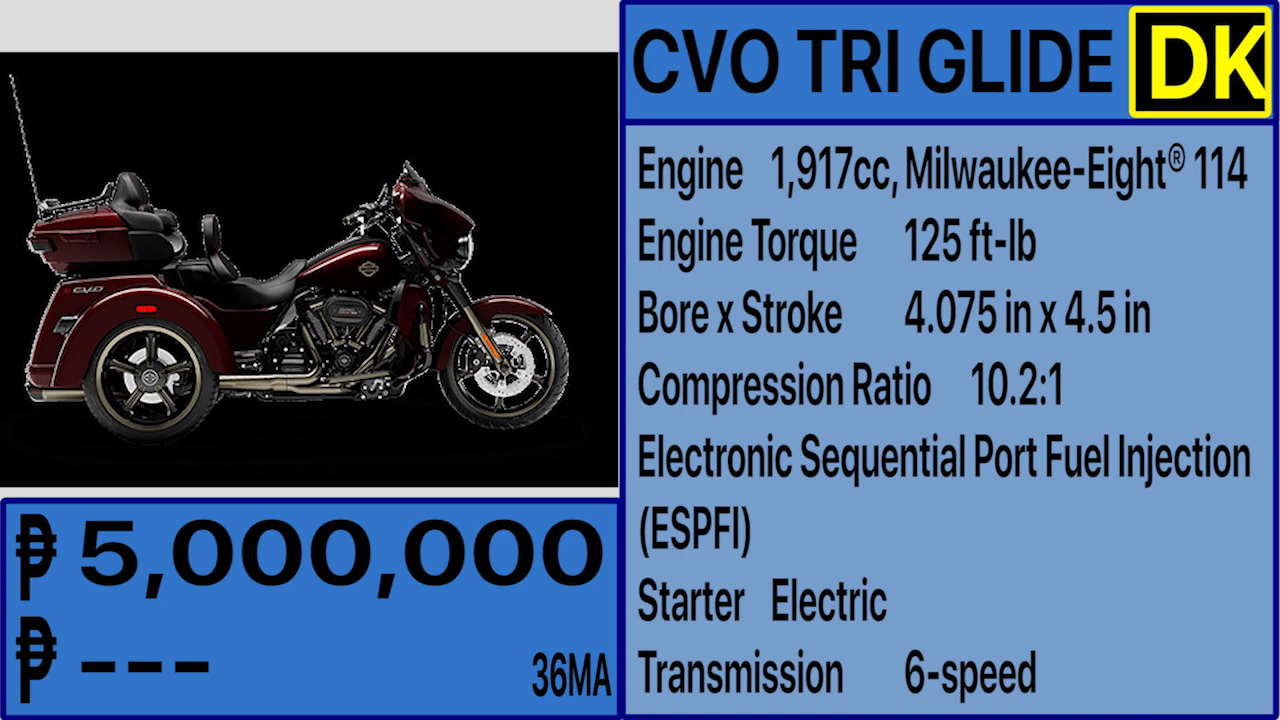 CVO TRI GLIDE DK
Engine 1,917cc, Milwaukee-Eight® 114
Engine Torque 125 ft-lb
Bore x Stroke 4.075 in x 4.5 in
Compression Ratio 10.2:1
Electronic Sequential Port Fuel Injection
(ESPFI)
Starter Electric
Transmission 6-speed
CVO
₱ 5,000,000
₱ ---
36MA